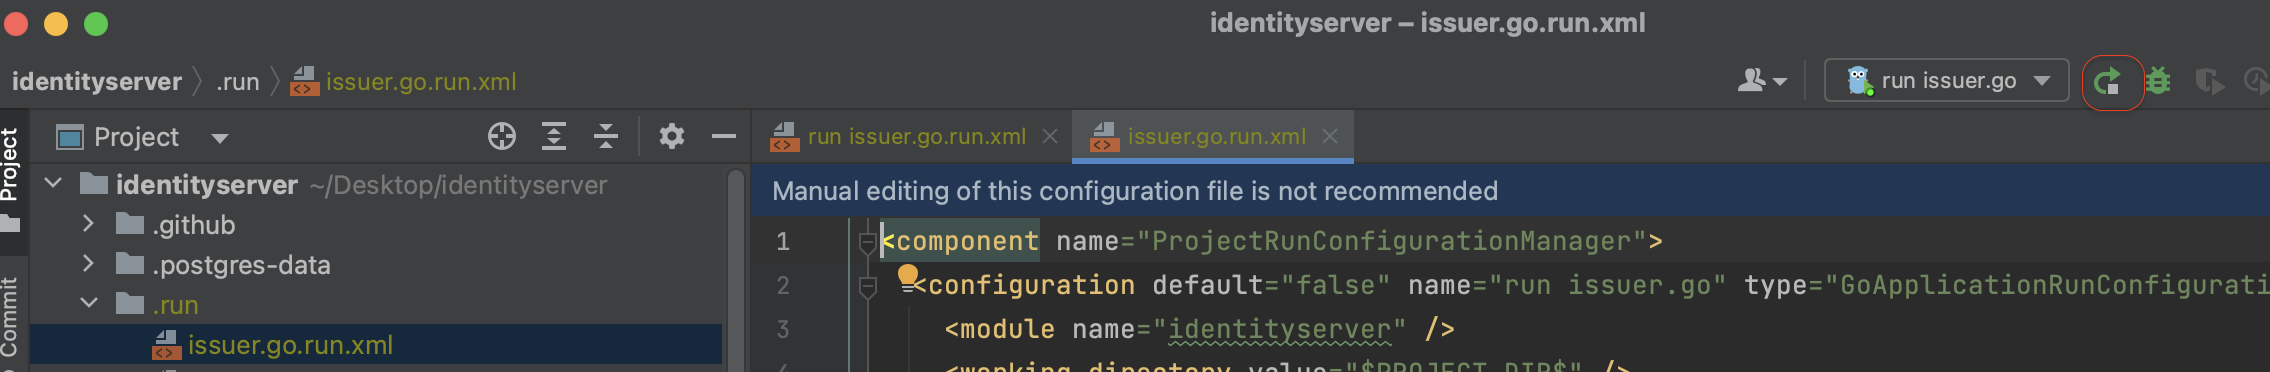 identityserver – issuer.go.run.xml
identityserver 〉 .run 〉 issuer.go.run.xml
run issuer.go
Project
Commit
Project
run issuer.go.run.xml
issuer.go.run.xml
identityserver ~/Desktop/identityserver
.github
.postgres-data
.run
issuer.go.run.xml
Manual editing of this configuration file is not recommended
1 <component name="ProjectRunConfigurationManager">
2 <configuration default="false" name="run issuer.go" type="GoApplicationRunConfigurati
3 <module name="identityserver" />
4 <working_directory value="$PROJECT_DIR$" />